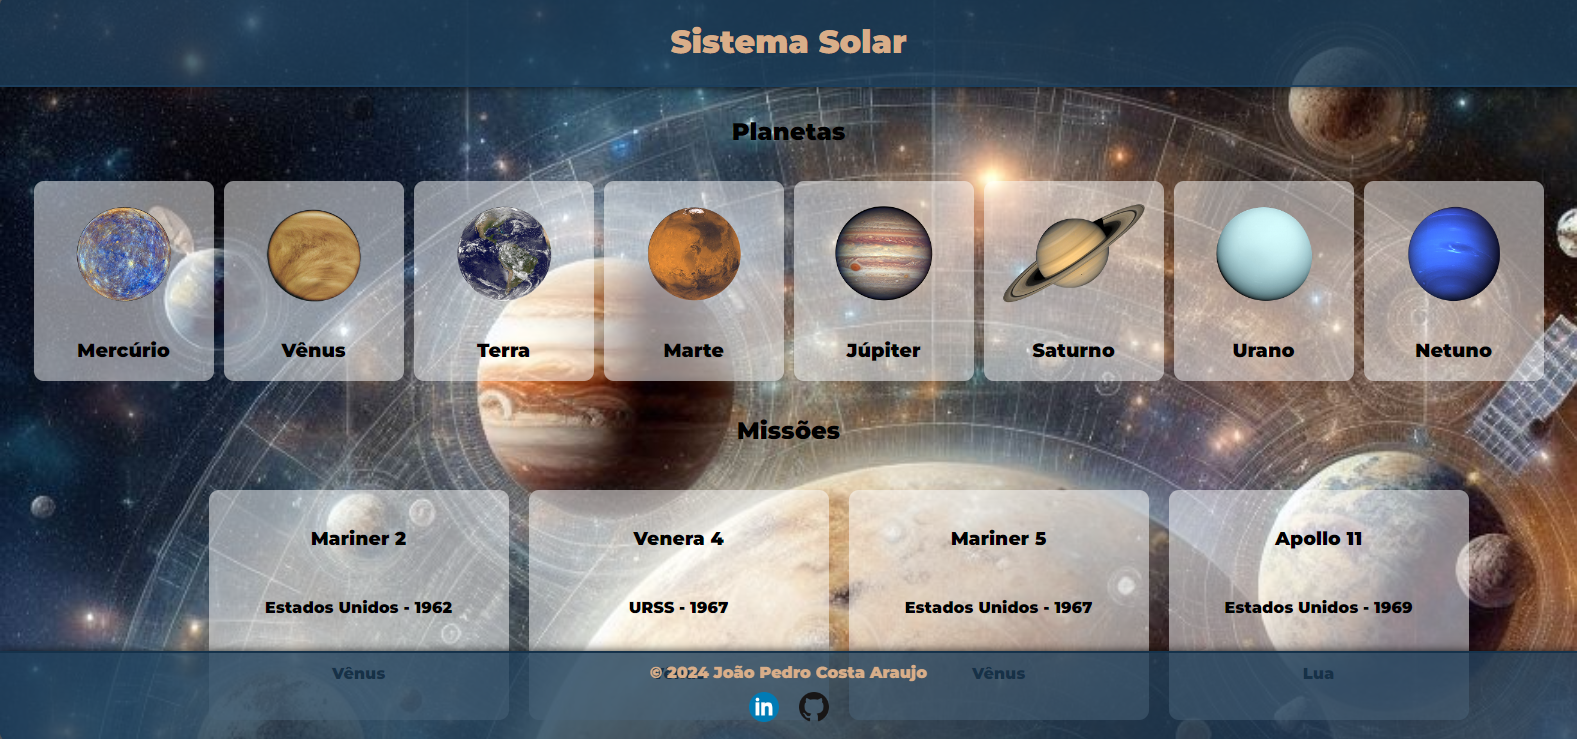 Sistema Solar
Planetas
Mercúrio
Vênus
Terra
Marte
Júpiter
Saturno
Urano
Netuno
Missões
Mariner 2
Estados Unidos - 1962
Vênus
Venera 4
URSS - 1967
Mariner 5
Estados Unidos - 1967
Vênus
Apollo 11
Estados Unidos - 1969
Lua
© 2024 João Pedro Costa Araujo
in